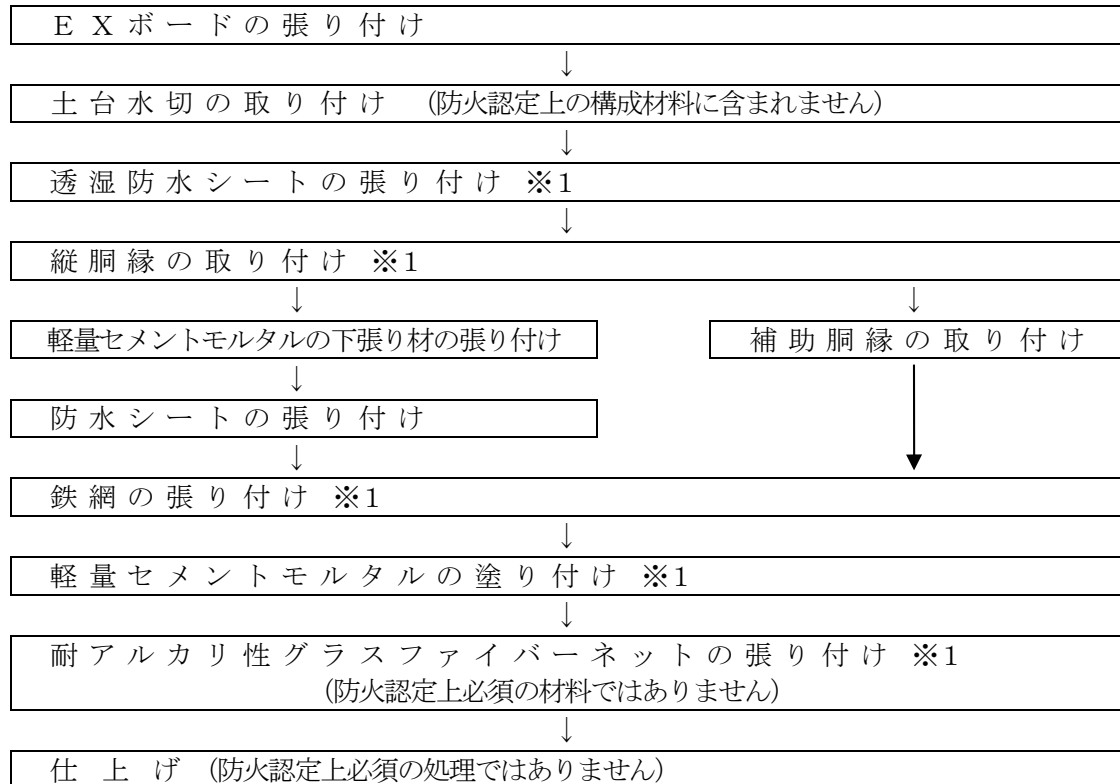 EXボードの張り付け
↓
土台水切の取り付け (防火認定上の構成材料に含まれません)
↓
透湿防水シートの張り付け ※1
↓
縦胴縁の取り付け ※1
↓ ↓
軽量セメントモルタルの下張り材の張り付け 補助胴縁の取り付け
↓
防水シートの張り付け
↓
鉄網の張り付け ※1
↓
軽量セメントモルタルの塗り付け ※1
↓
耐アルカリ性グラスファイバーネットの張り付け ※1
(防火認定上必須の材料ではありません)
↓
仕上げ (防火認定上必須の処理ではありません)